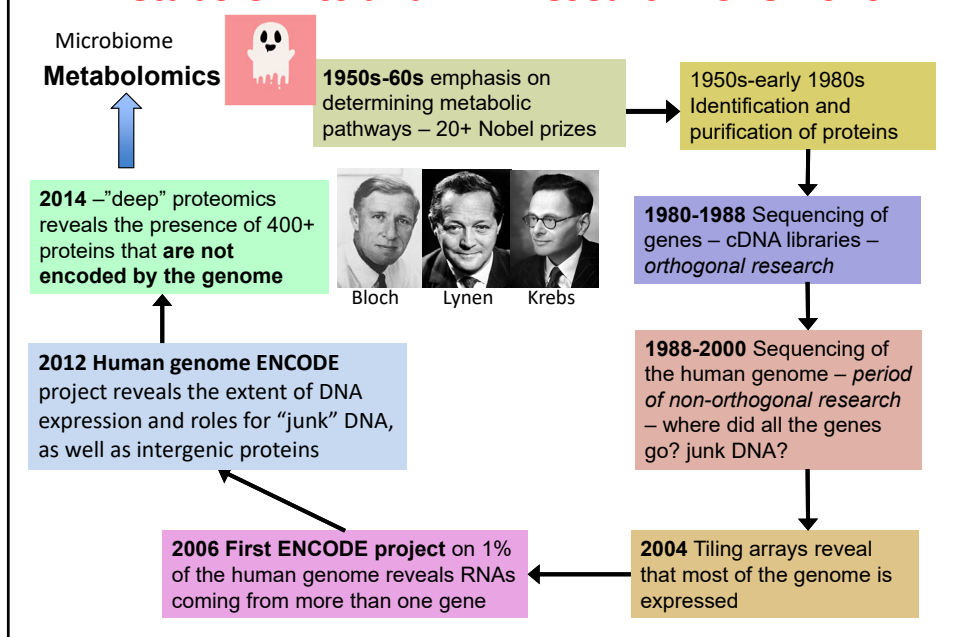 Microbiome
Metabolomics
1950s-60s emphasis on
determining metabolic
pathways – 20+ Nobel prizes
1950s-early 1980s
Identification and
purification of proteins
1980-1988 Sequencing of
genes – cDNA libraries –
orthogonal research
1988-2000 Sequencing of
the human genome – period
of non-orthogonal research
– where did all the genes
go? junk DNA?
2004 Tiling arrays reveal
that most of the genome is
expressed
2006 First ENCODE project on 1%
of the human genome reveals RNAs
coming from more than one gene
2012 Human genome ENCODE
project reveals the extent of DNA
expression and roles for “junk” DNA,
as well as intergenic proteins
2014 –”deep” proteomics
reveals the presence of 400+
proteins that are not
encoded by the genome
Bloch Lynen Krebs